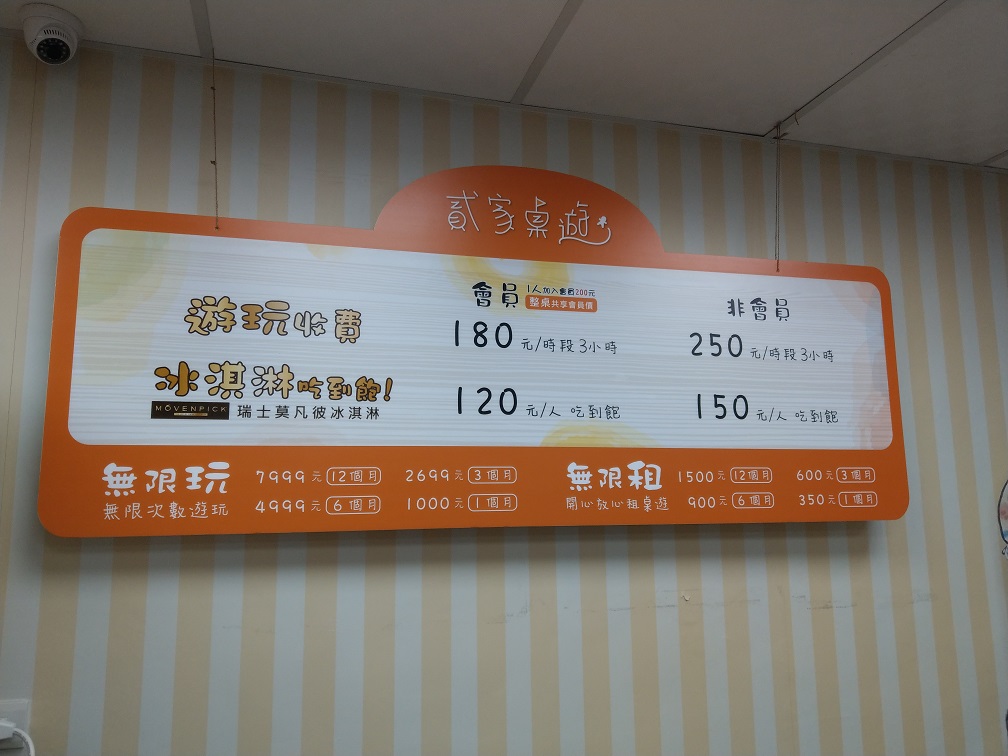 貳家桌遊
會員 1人加入會員200元 整桌共享會員價 非會員
遊玩收費 180元/時段3小時 250元/時段3小時
冰淇淋吃到飽! 120元/人 吃到飽 150元/人 吃到飽
MÖVENPICK 瑞士莫凡彼冰淇淋
無限玩 7999元 12個月 2699元 3個月 無限租 1500元 12個月 600元 3個月
無限次數遊玩 4999元 6個月 1000元 1個月 開心放心租桌遊 900元 6個月 350元 1個月